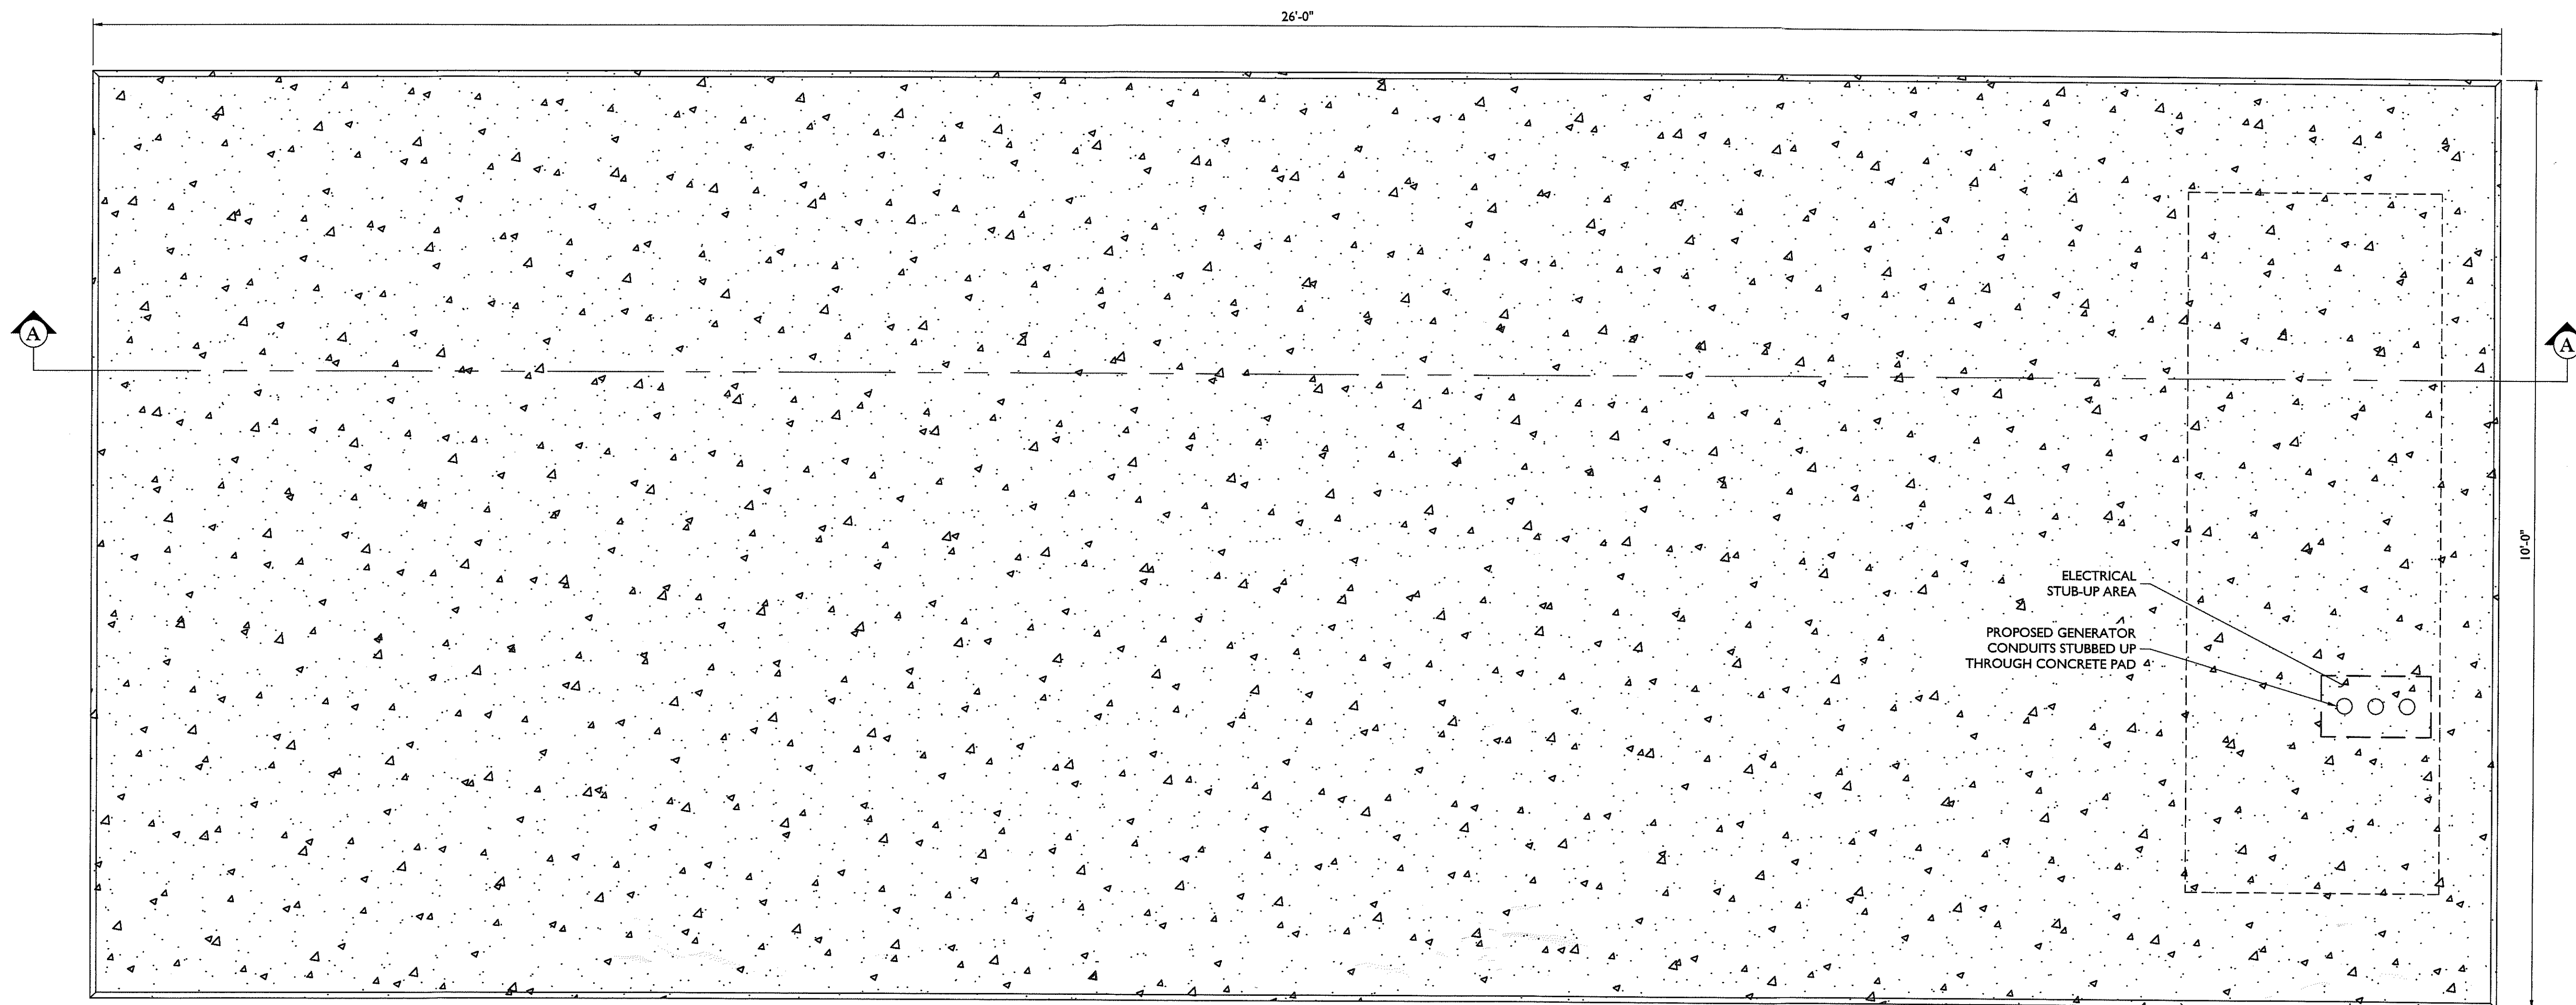 26'-0"
A
A
10'-0"
ELECTRICAL
STUB-UP AREA
PROPOSED GENERATOR
CONDUITS STUBBED UP
THROUGH CONCRETE PAD